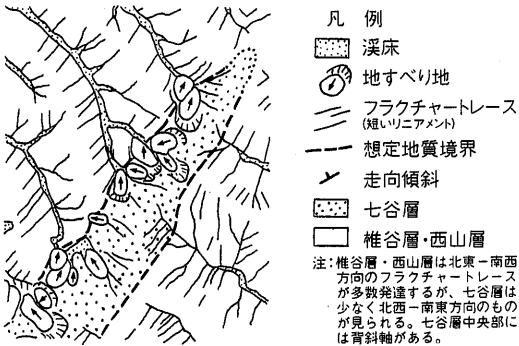 凡 例
溪床
地すべり地
フラクチャートレース
(短いリニアメント)
想定地質境界
走向傾斜
七谷層
椎谷層・西山層
注:椎谷層・西山層は北東－南西
方向のフラクチャートレース
が多数発達するが、七谷層は
少なく北西－南東方向のもの
が見られる。七谷層中央部に
は背斜軸がある。